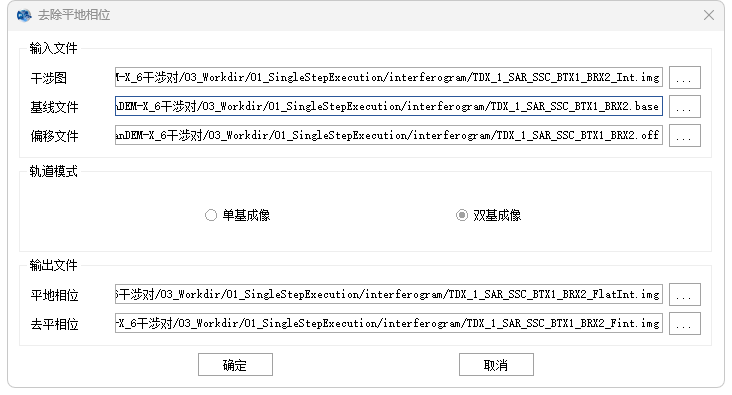 去除平地相位
输入文件
干涉图 M-X_6干涉对/03_Workdir/01_SingleStepExecution/interferogram/TDX_1_SAR_SSC_BTX1_BRX2_Int.img ...
基线文件 nDEM-X_6干涉对/03_Workdir/01_SingleStepExecution/interferogram/TDX_1_SAR_SSC_BTX1_BRX2.base ...
偏移文件 anDEM-X_6干涉对/03_Workdir/01_SingleStepExecution/interferogram/TDX_1_SAR_SSC_BTX1_BRX2.off ...
轨道模式
单基成像 双基成像
输出文件
平地相位 6干涉对/03_Workdir/01_SingleStepExecution/interferogram/TDX_1_SAR_SSC_BTX1_BRX2_FlatInt.img ...
去平相位 -X_6干涉对/03_Workdir/01_SingleStepExecution/interferogram/TDX_1_SAR_SSC_BTX1_BRX2_Fint.img ...
确定 取消